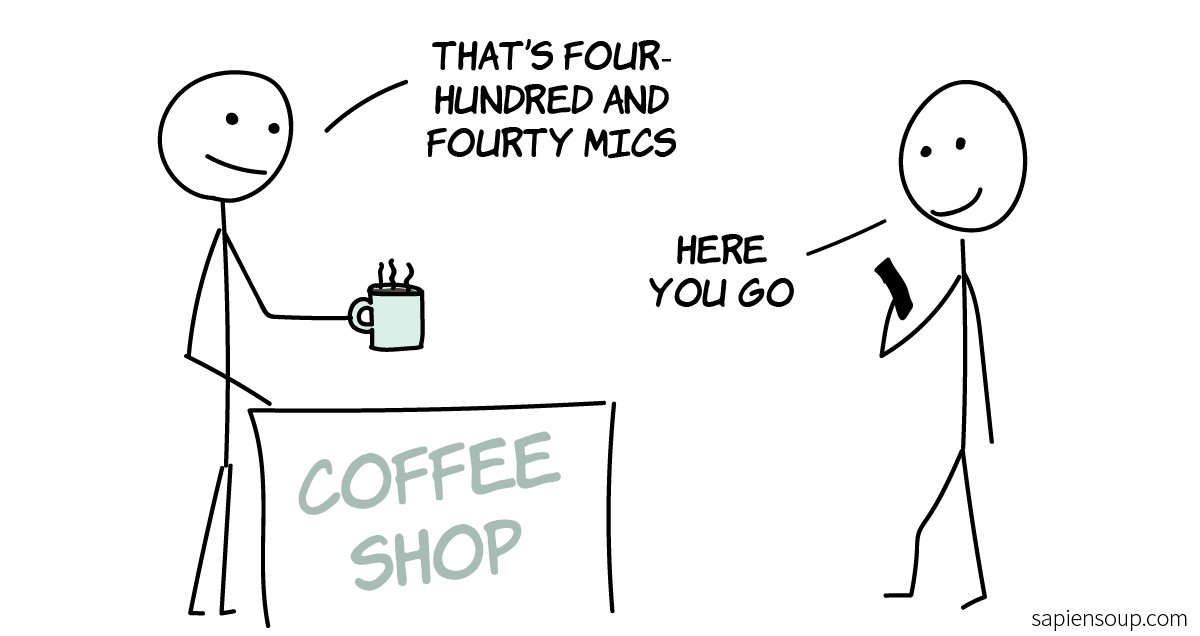 THAT'S FOUR-
HUNDRED AND
FOURTY MICS
HERE
YOU GO
COFFEE
SHOP
sapiensoup.com